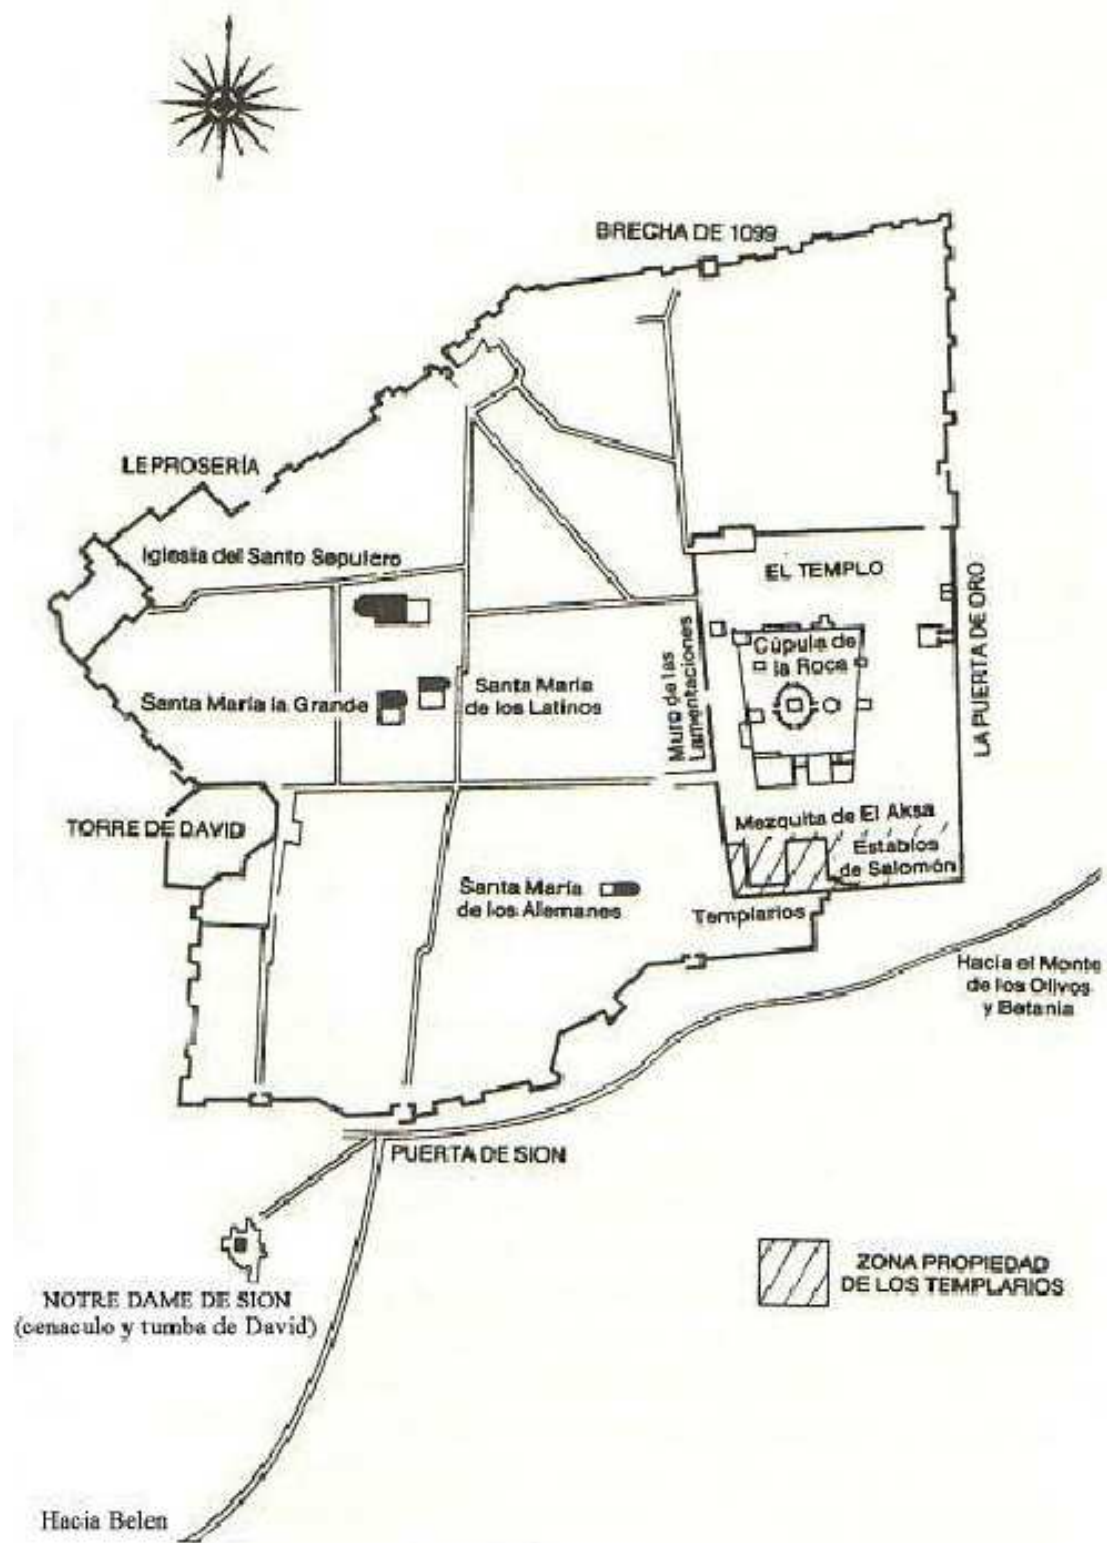 BRECHA DE 1099
LEPROSERÍA
Iglesia del Santo Sepulcro
EL TEMPLO
LA PUERTA DE ORO
Cúpula de
la Roca
Muro de las
Lamentaciones
Santa María la Grande
Santa María
de los Latinos
TORRE DE DAVID
Mezquita de El Aksa
Establos
de Salomón
Santa María
de los Alemanes
Templarios
Hacia el Monte
de los Olivos
y Betania
PUERTA DE SION
ZONA PROPIEDAD
DE LOS TEMPLARIOS
NOTRE DAME DE SION
(cenaculo y tumba de David)
Hacia Belen